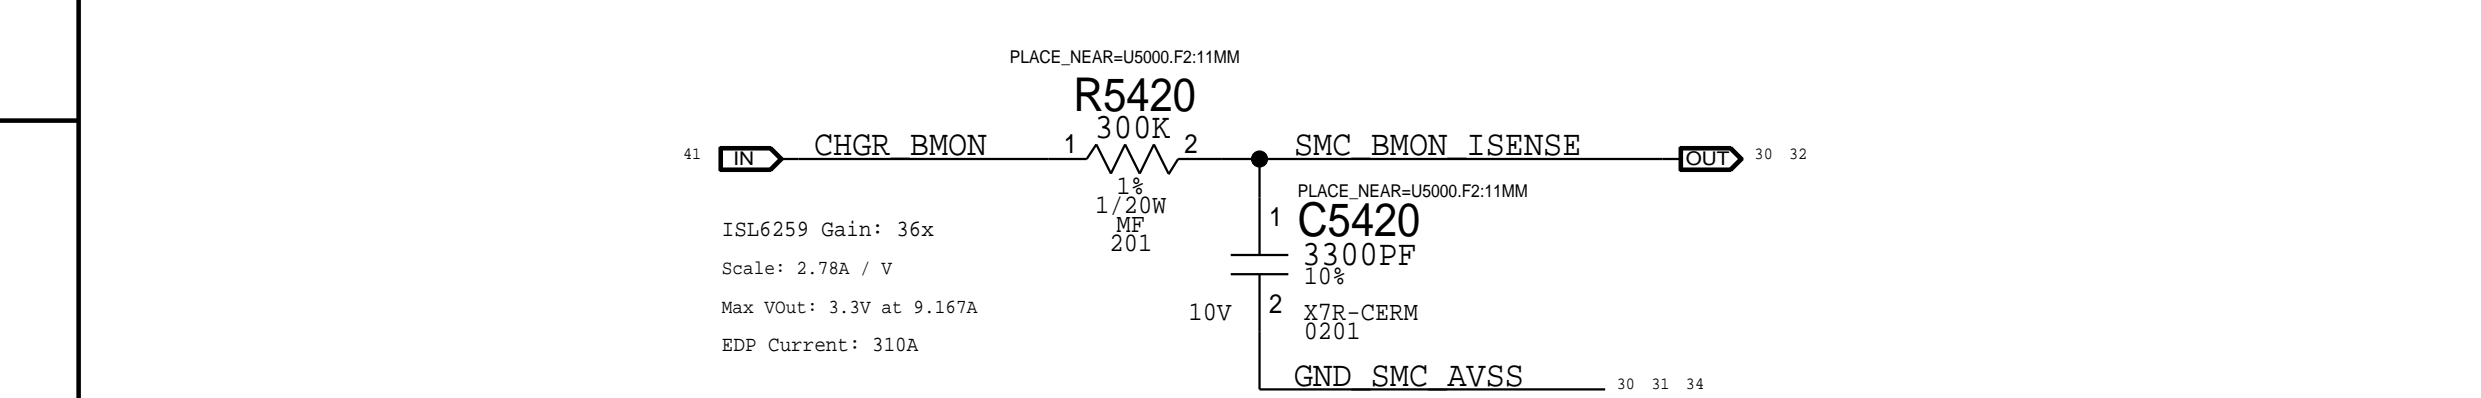 PLACE_NEAR=U5000.F2:11MM
R5420
300K
41 IN CHGR_BMON 1 2 SMC_BMON_ISENSE OUT 30 32
1%
1/20W
MF
201
PLACE_NEAR=U5000.F2:11MM
1 C5420
3300PF
10%
10V 2 X7R-CERM
0201
ISL6259 Gain: 36x
Scale: 2.78A / V
Max VOut: 3.3V at 9.167A
EDP Current: 310A
GND_SMC_AVSS 30 31 34